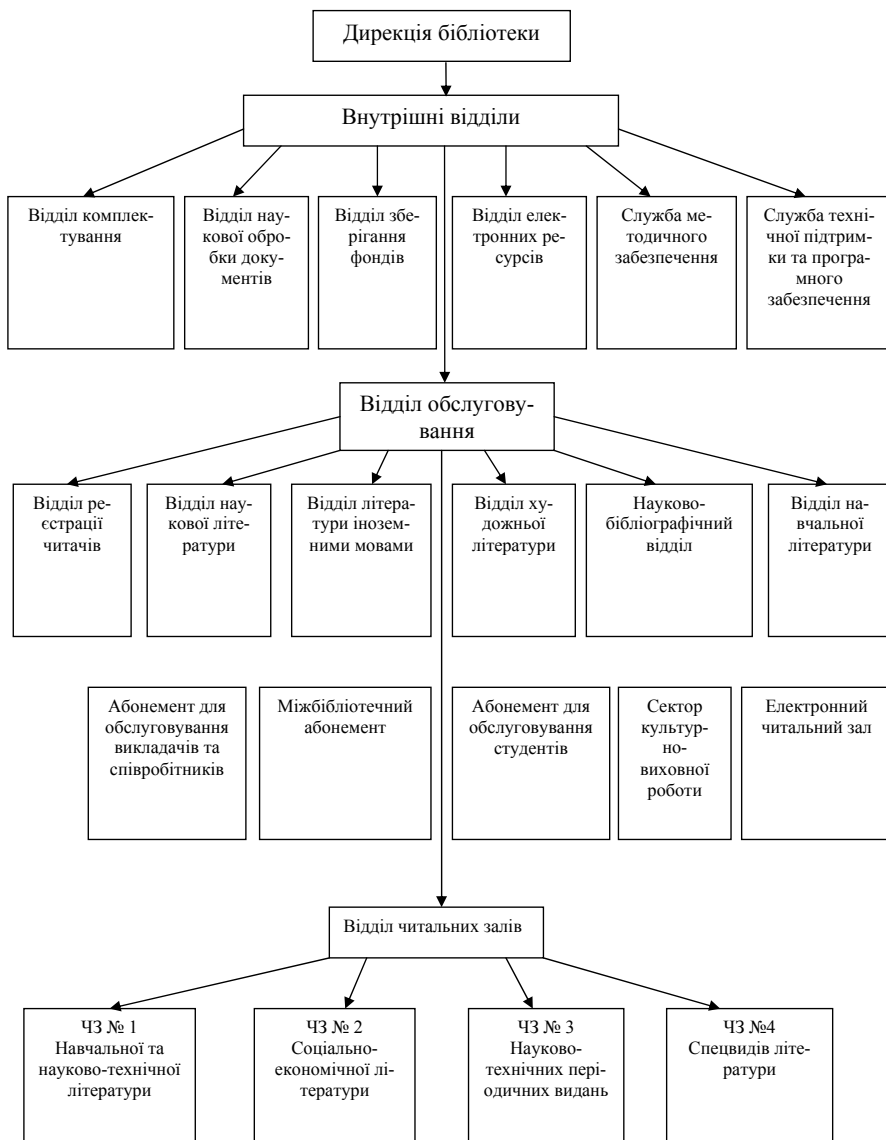 Дирекція бібліотеки
Внутрішні відділи
Відділ комплек-
тування
Відділ нау-
кової обро-
бки доку-
ментів
Відділ збе-
рігання
фондів
Відділ елек-
тронних ре-
сурсів
Служба ме-
тодичного
забезпечення
Служба техні-
чної підтрим-
ки та програ-
много
забезпечення
Відділ обслугову-
вання
Відділ ре-
єстрації
читачів
Відділ нау-
кової літе-
ратури
Відділ літера-
тури інозем-
ними мовами
Відділ ху-
дожньої
літератури
Науково-
бібліографічний
відділ
Відділ на-
вчальної
літератури
Абонемент для
обслуговування
викладачів та
співробітників
Міжбібліотечний
абонемент
Абонемент для
обслуговування
студентів
Сектор
культур-
но-
виховної
роботи
Електронний
читальний зал
Відділ читальних залів
ЧЗ № 1
Навчальної та
науково-технічної
літератури
ЧЗ № 2
Соціально-
економічної лі-
тератури
ЧЗ № 3
Науково-
технічних пері-
одичних видань
ЧЗ №4
Спецвидів літе-
ратури